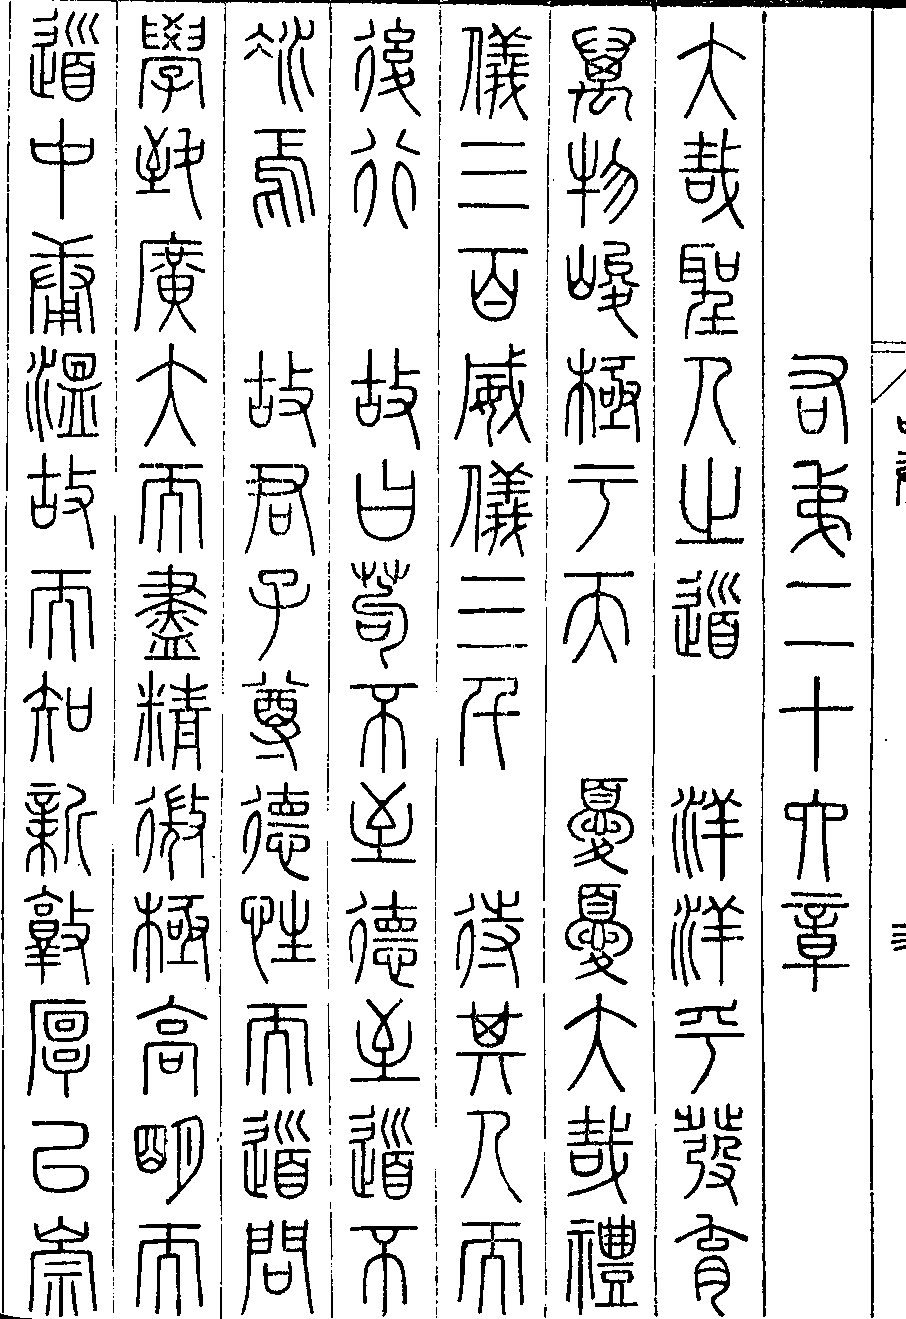 右第二十六章
大哉聖人之道　洋洋乎發育
萬物峻極于天　憂憂大哉禮
儀三百威儀三千　待其人而
後行　故曰苟不至德至道不
冰焉　故君子尊德性而道問
學致廣大而盡精微極高明而
道中庸溫故而知新敦厚以崇